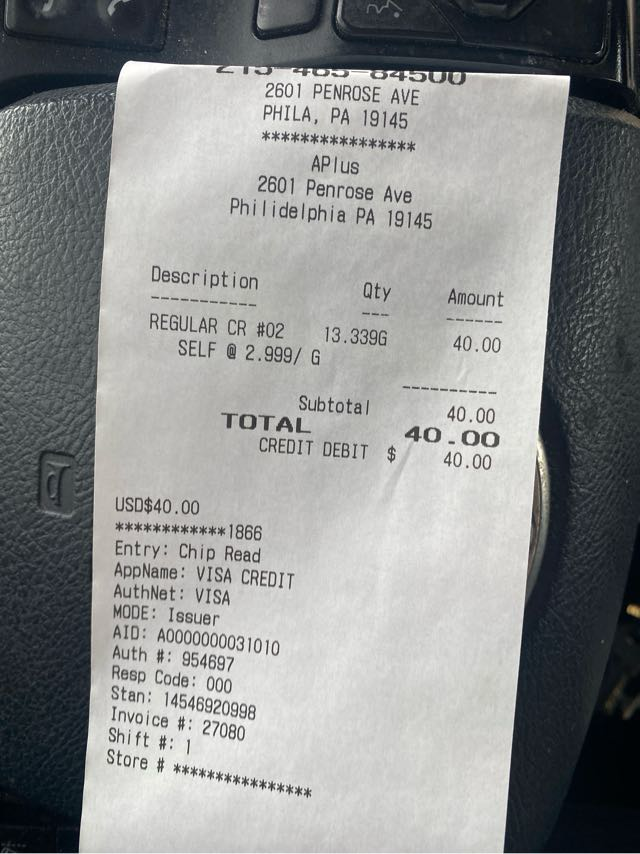 2601 PENROSE AVE
PHILA, PA 19145
****************
APlus
2601 Penrose Ave
Philidelphia PA 19145
Description Qty Amount
----------- --- ------
REGULAR CR #02 13.339G 40.00
SELF @ 2.999/ G
----------
Subtotal 40.00
TOTAL 40.00
CREDIT DEBIT $ 40.00
USD$40.00
************1866
Entry: Chip Read
AppName: VISA CREDIT
AuthNet: VISA
MODE: Issuer
AID: A0000000031010
Auth #: 954697
Resp Code: 000
Stan: 14546920998
Invoice #: 27080
Shift #: 1
Store # ****************